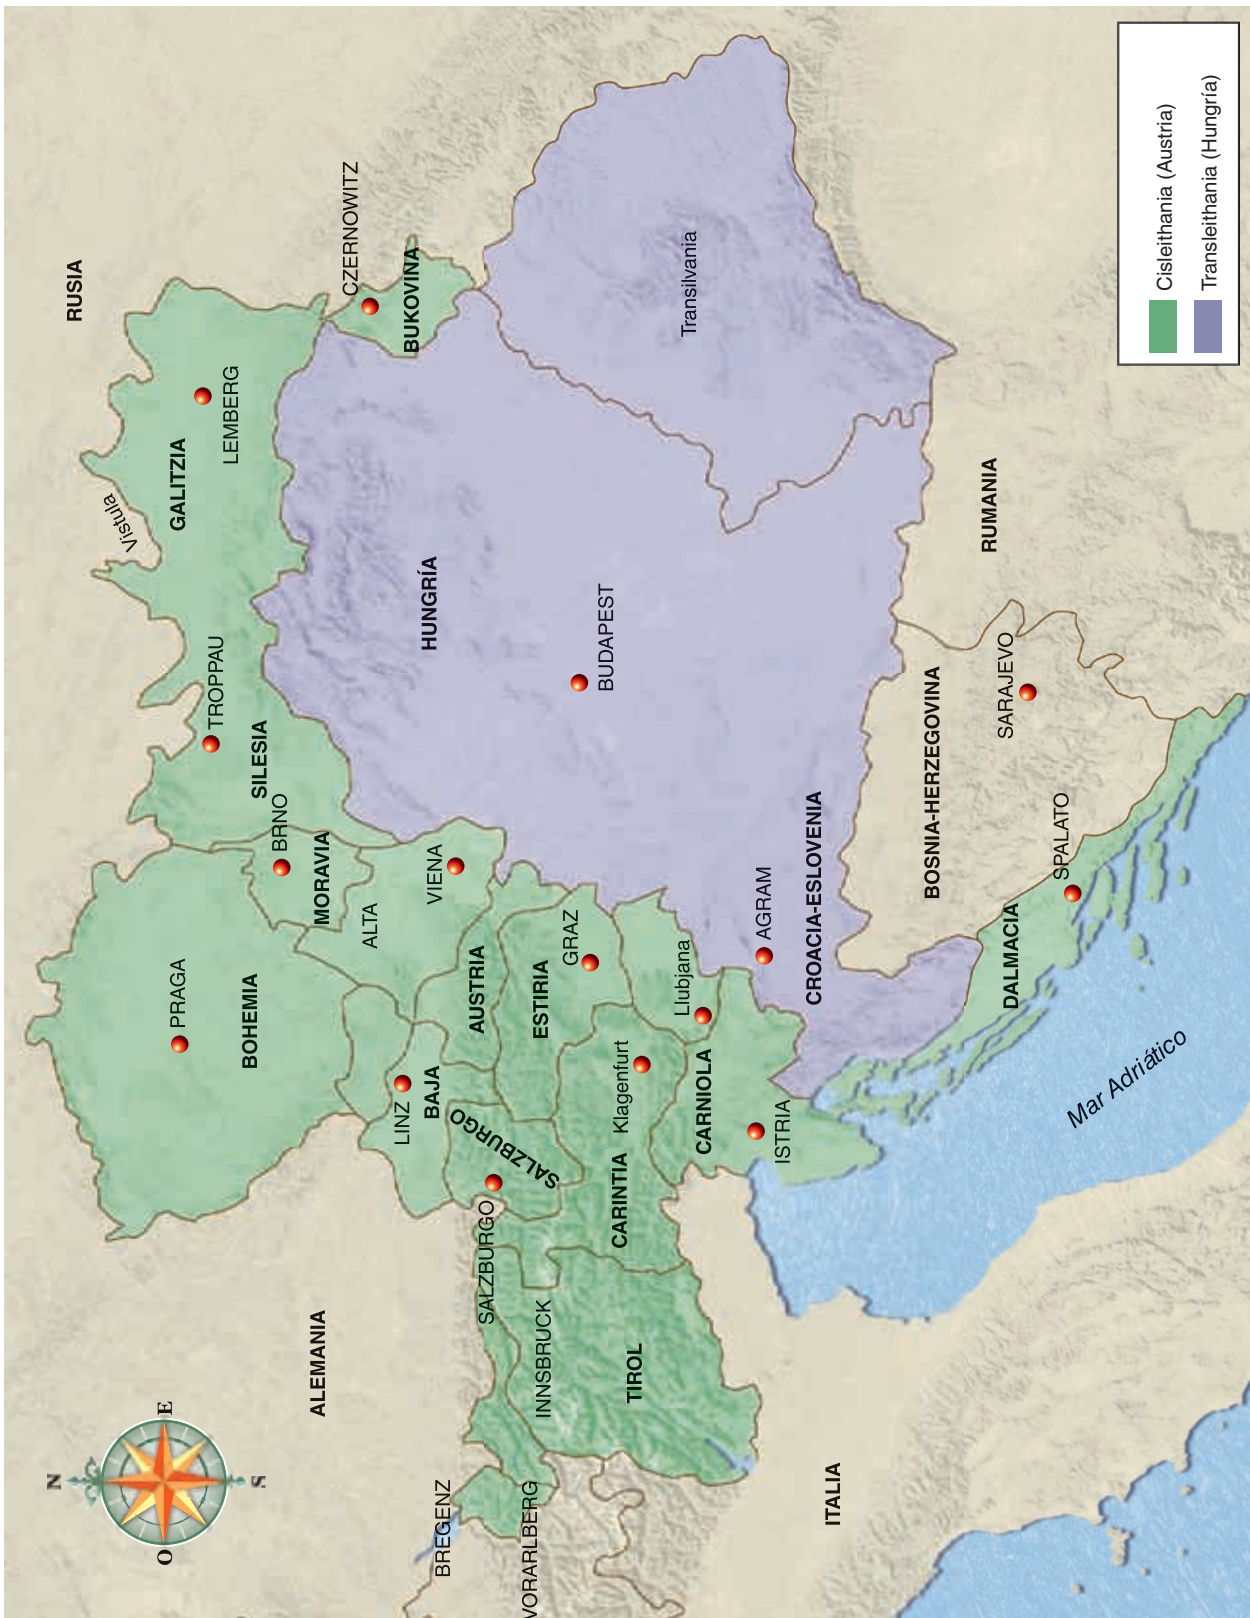 N
O
E
S
RUSIA
ALEMANIA
ITALIA
RUMANIA
Vístula
GALITZIA
LEMBERG
CZERNOWITZ
BUKOVINA
TROPPAU
SILESIA
BRNO
MORAVIA
PRAGA
BOHEMIA
ALTA
VIENA
AUSTRIA
LINZ
BAJA
SALZBURGO
SALZBURGO
INNSBRUCK
TIROL
BREGENZ
VORARLBERG
ESTIRIA
GRAZ
Klagenfurt
CARINTIA
Llubjana
CARNIOLA
ISTRIA
HUNGRÍA
BUDAPEST
Transilvania
AGRAM
CROACIA-ESLOVENIA
BOSNIA-HERZEGOVINA
SARAJEVO
SPALATO
DALMACIA
Mar Adriático
Cisleithania (Austria)
Transleithania (Hungría)